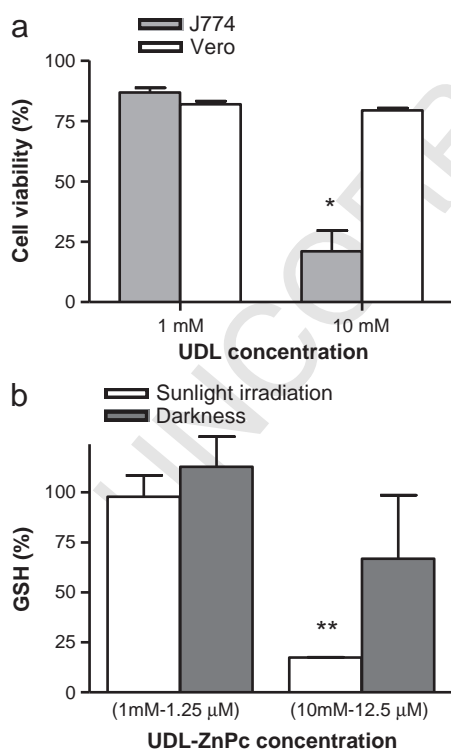 a
J774
Vero
Cell viability (%)
100
75
50
25
0
*
1 mM
10 mM
UDL concentration
b
Sunlight irradiation
Darkness
GSH (%)
100
75
50
25
0
**
(1mM-1.25 μM)
(10mM-12.5 μM)
UDL-ZnPc concentration